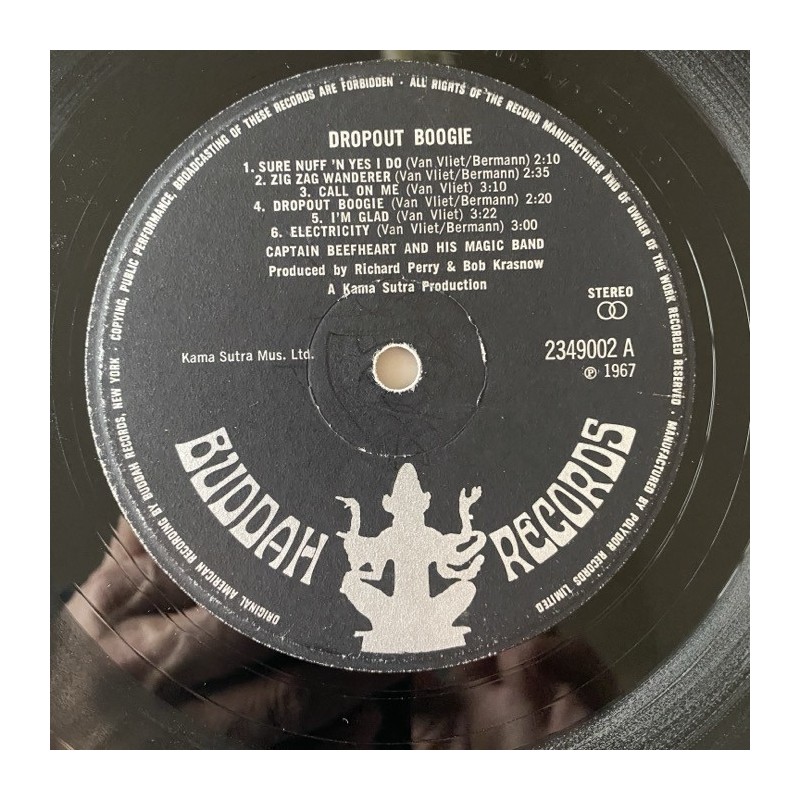 DROPOUT BOOGIE
1. SURE NUFF 'N YES I DO (Van Vliet/Bermann) 2:10
2. ZIG ZAG WANDERER (Van Vliet/Bermann) 2:35
3. CALL ON ME (Van Vliet) 3:10
4. DROPOUT BOOGIE (Van Vliet/Bermann) 2:20
5. I'M GLAD (Van Vliet) 3:22
6. ELECTRICITY (Van Vliet/Bermann) 3:00
CAPTAIN BEEFHEART AND HIS MAGIC BAND
Produced by Richard Perry & Bob Krasnow
A Kama Sutra Production
STEREO
Kama Sutra Mus. Ltd.
2349002 A
℗ 1967
BUDDAH RECORDS
ORIGINAL AMERICAN RECORDING BY BUDDAH RECORDS, NEW YORK · COPYING, PUBLIC PERFORMANCE, BROADCASTING OF THESE RECORDS ARE FORBIDDEN · ALL RIGHTS OF THE RECORD MANUFACTURER AND OF OWNER OF THE WORK RECORDED RESERVED · MANUFACTURED BY POLYDOR RECORDS LIMITED